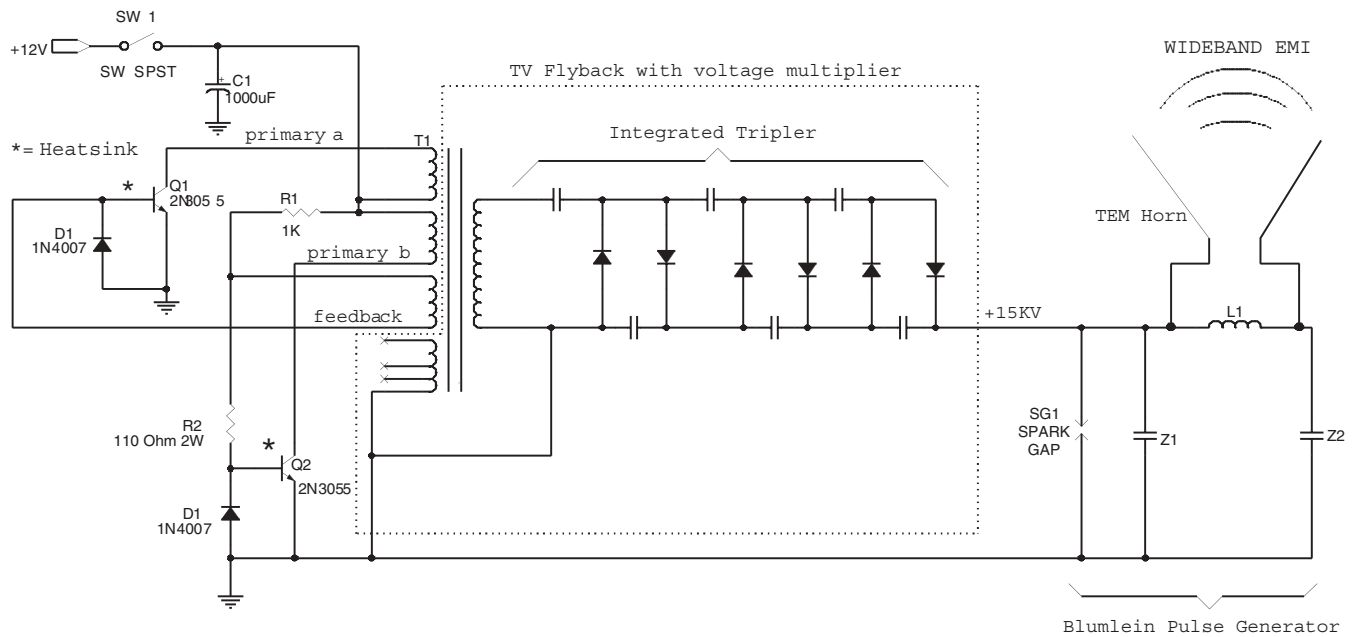 SW 1
+12V
SW SPST
C1
1000uF
TV Flyback with voltage multiplier
WIDEBAND EMI
primary a
T1
Integrated Tripler
*= Heatsink
*
Q1
2N305 5
R1
1K
TEM Horn
D1
1N4007
primary b
feedback
+15KV
L1
R2
110 Ohm 2W
*
Q2
2N3055
SG1
SPARK
GAP
Z1
Z2
D1
1N4007
Blumlein Pulse Generator